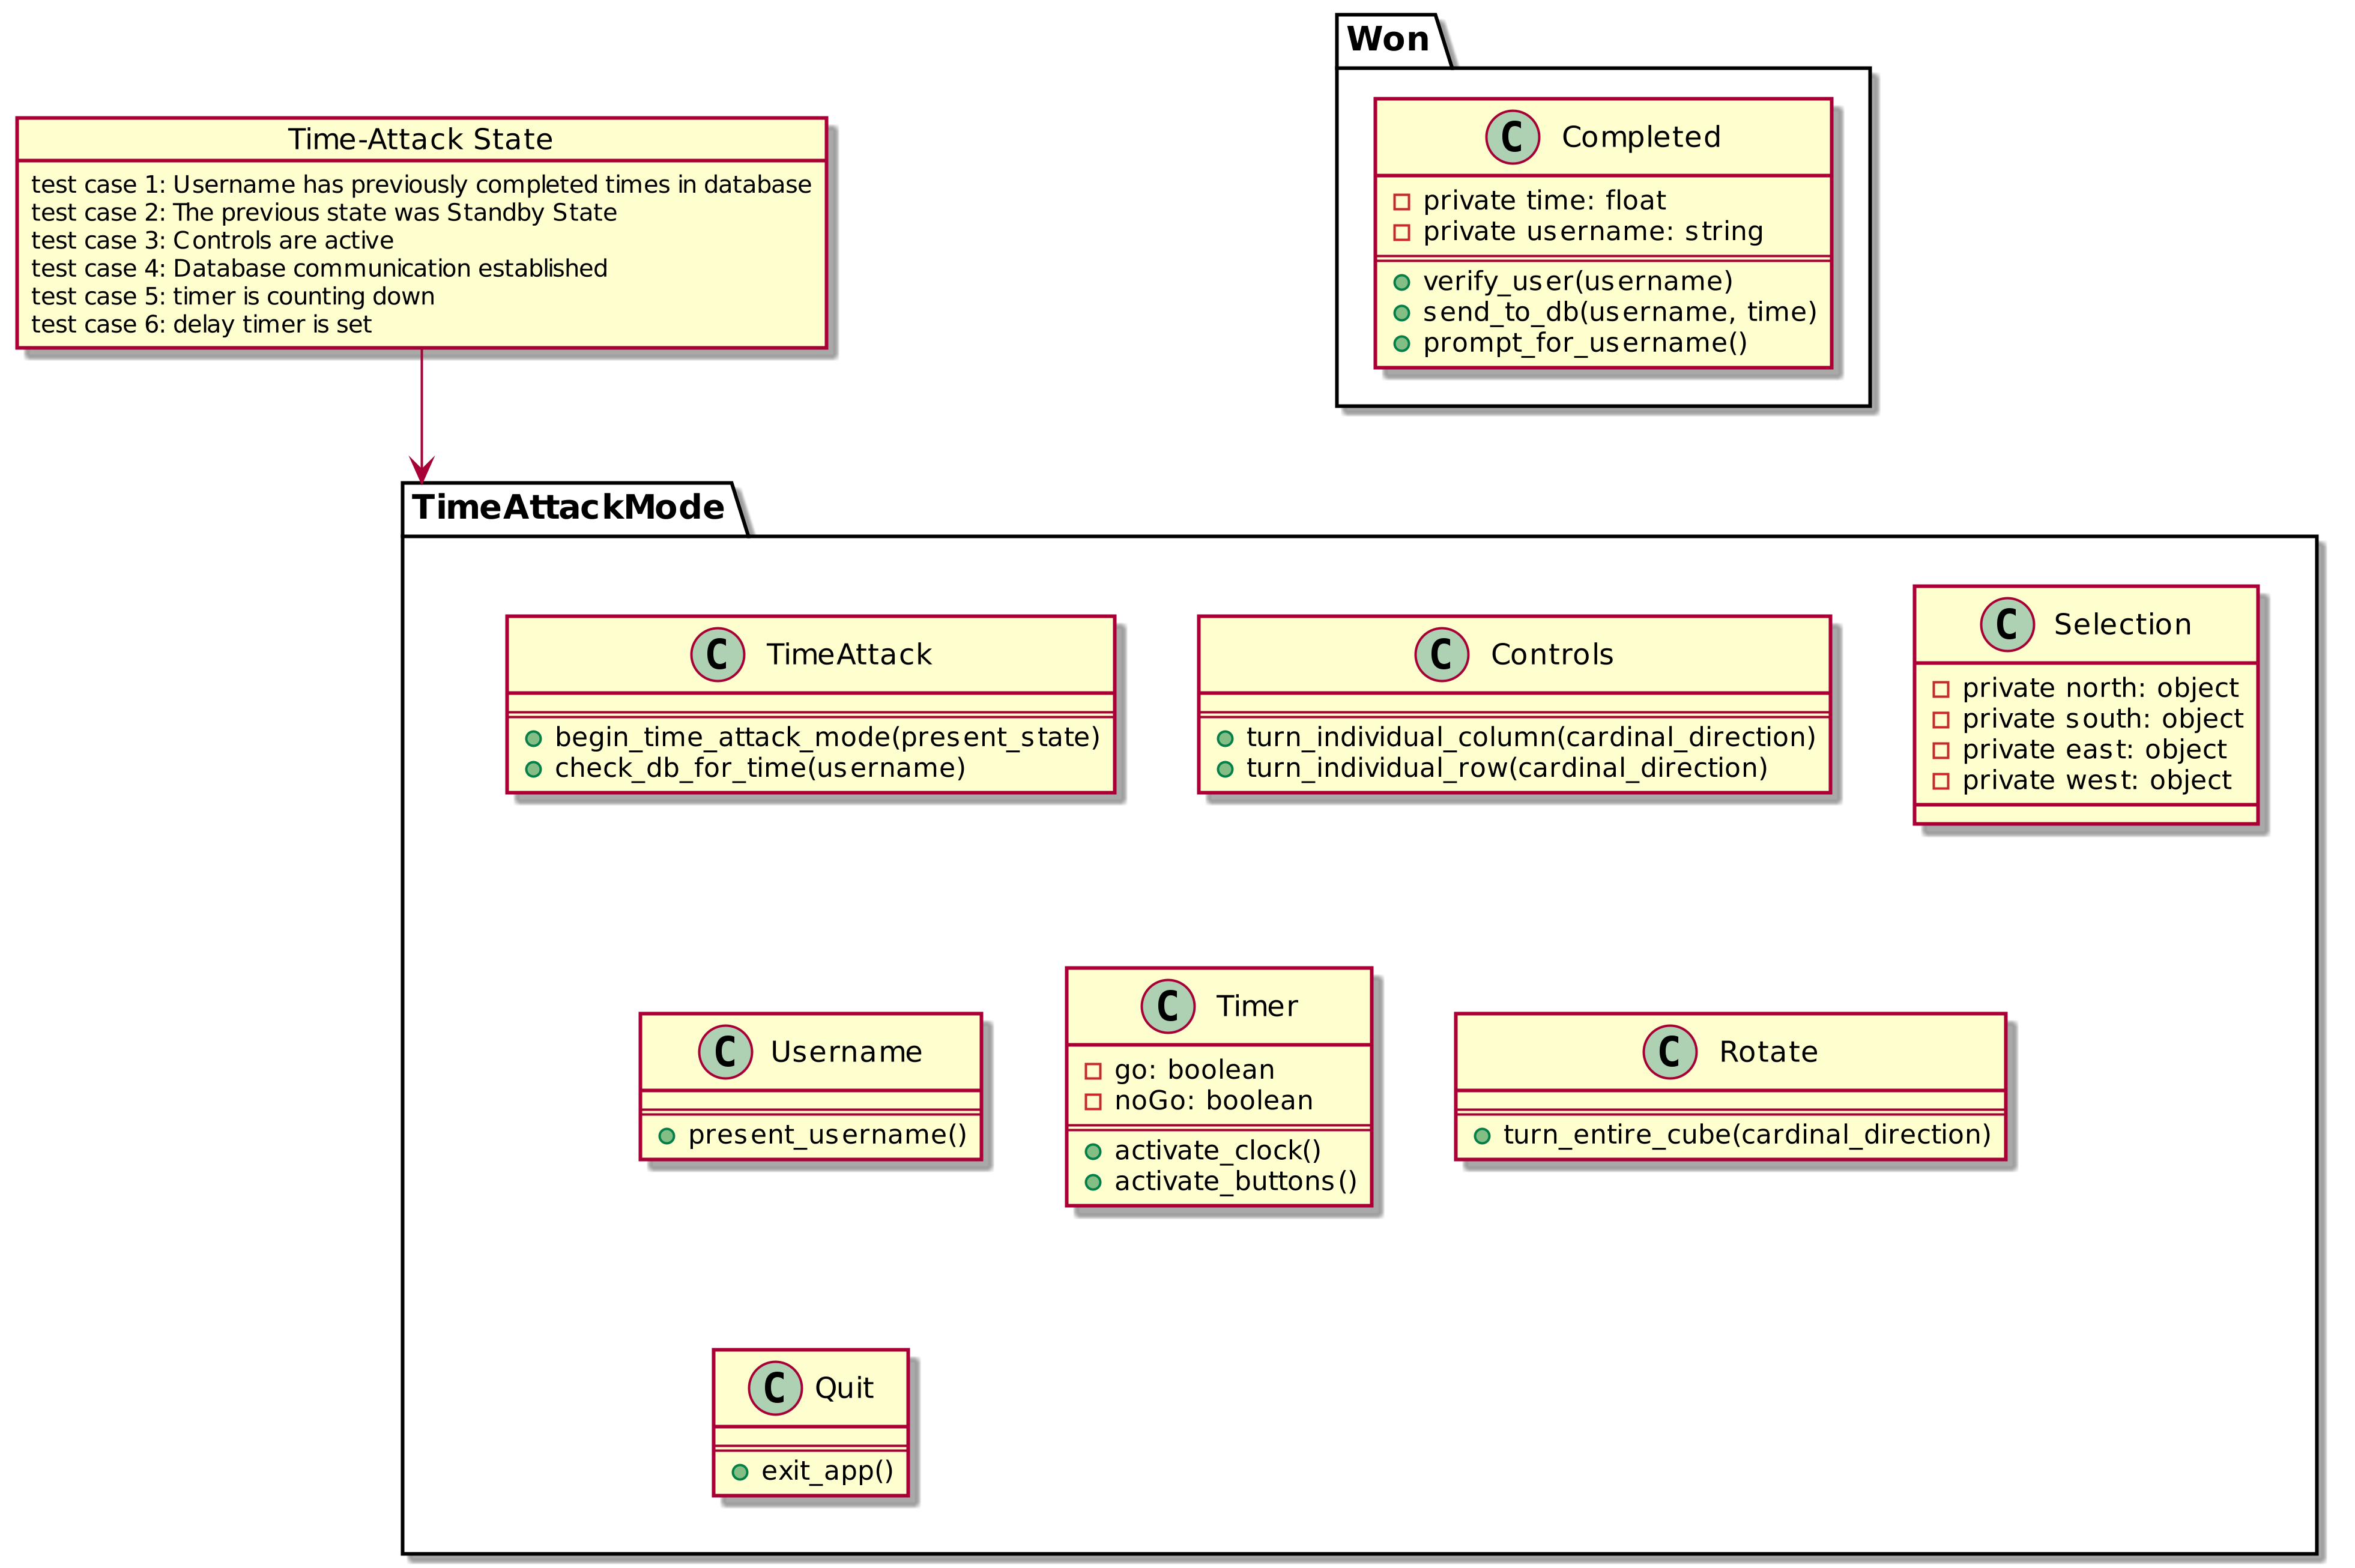 Won
C Completed
private time: float
private username: string
verify_user(username)
send_to_db(username, time)
prompt_for_username()
Time-Attack State
test case 1: Username has previously completed times in database
test case 2: The previous state was Standby State
test case 3: Controls are active
test case 4: Database communication established
test case 5: timer is counting down
test case 6: delay timer is set
TimeAttackMode
C TimeAttack
begin_time_attack_mode(present_state)
check_db_for_time(username)
C Controls
turn_individual_column(cardinal_direction)
turn_individual_row(cardinal_direction)
C Selection
private north: object
private south: object
private east: object
private west: object
C Username
present_username()
C Timer
go: boolean
noGo: boolean
activate_clock()
activate_buttons()
C Rotate
turn_entire_cube(cardinal_direction)
C Quit
exit_app()